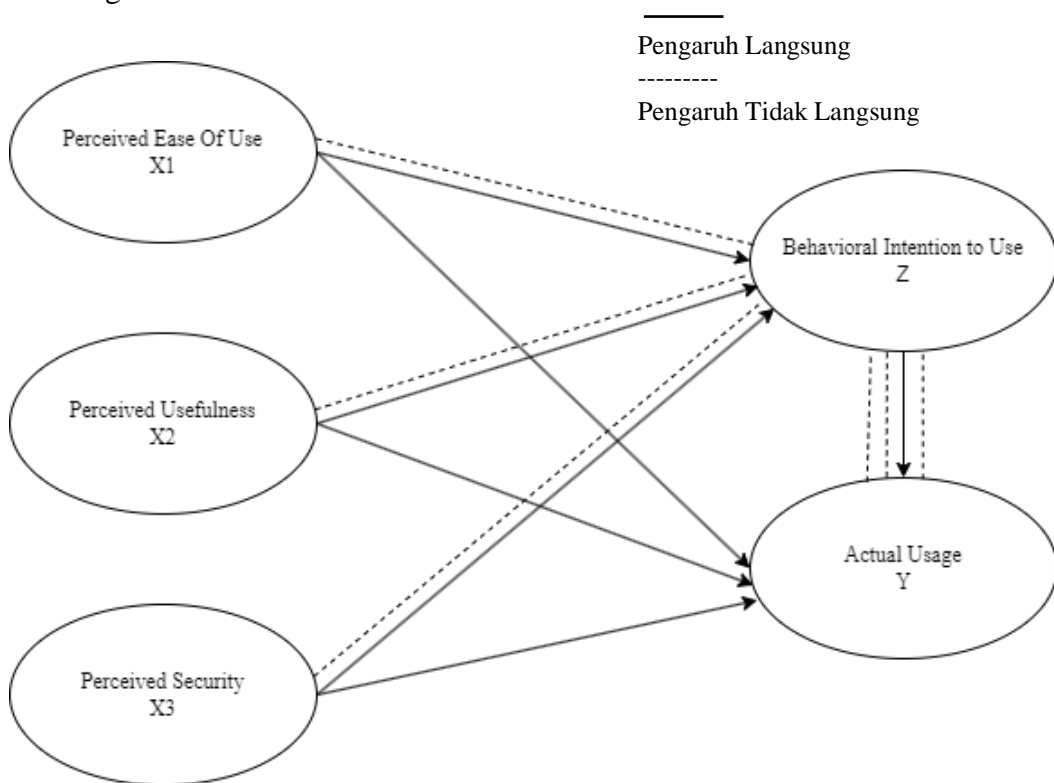 Pengaruh Langsung
---------
Pengaruh Tidak Langsung
Perceived Ease Of Use
X1
Behavioral Intention to Use
Z
Perceived Usefulness
X2
Actual Usage
Y
Perceived Security
X3